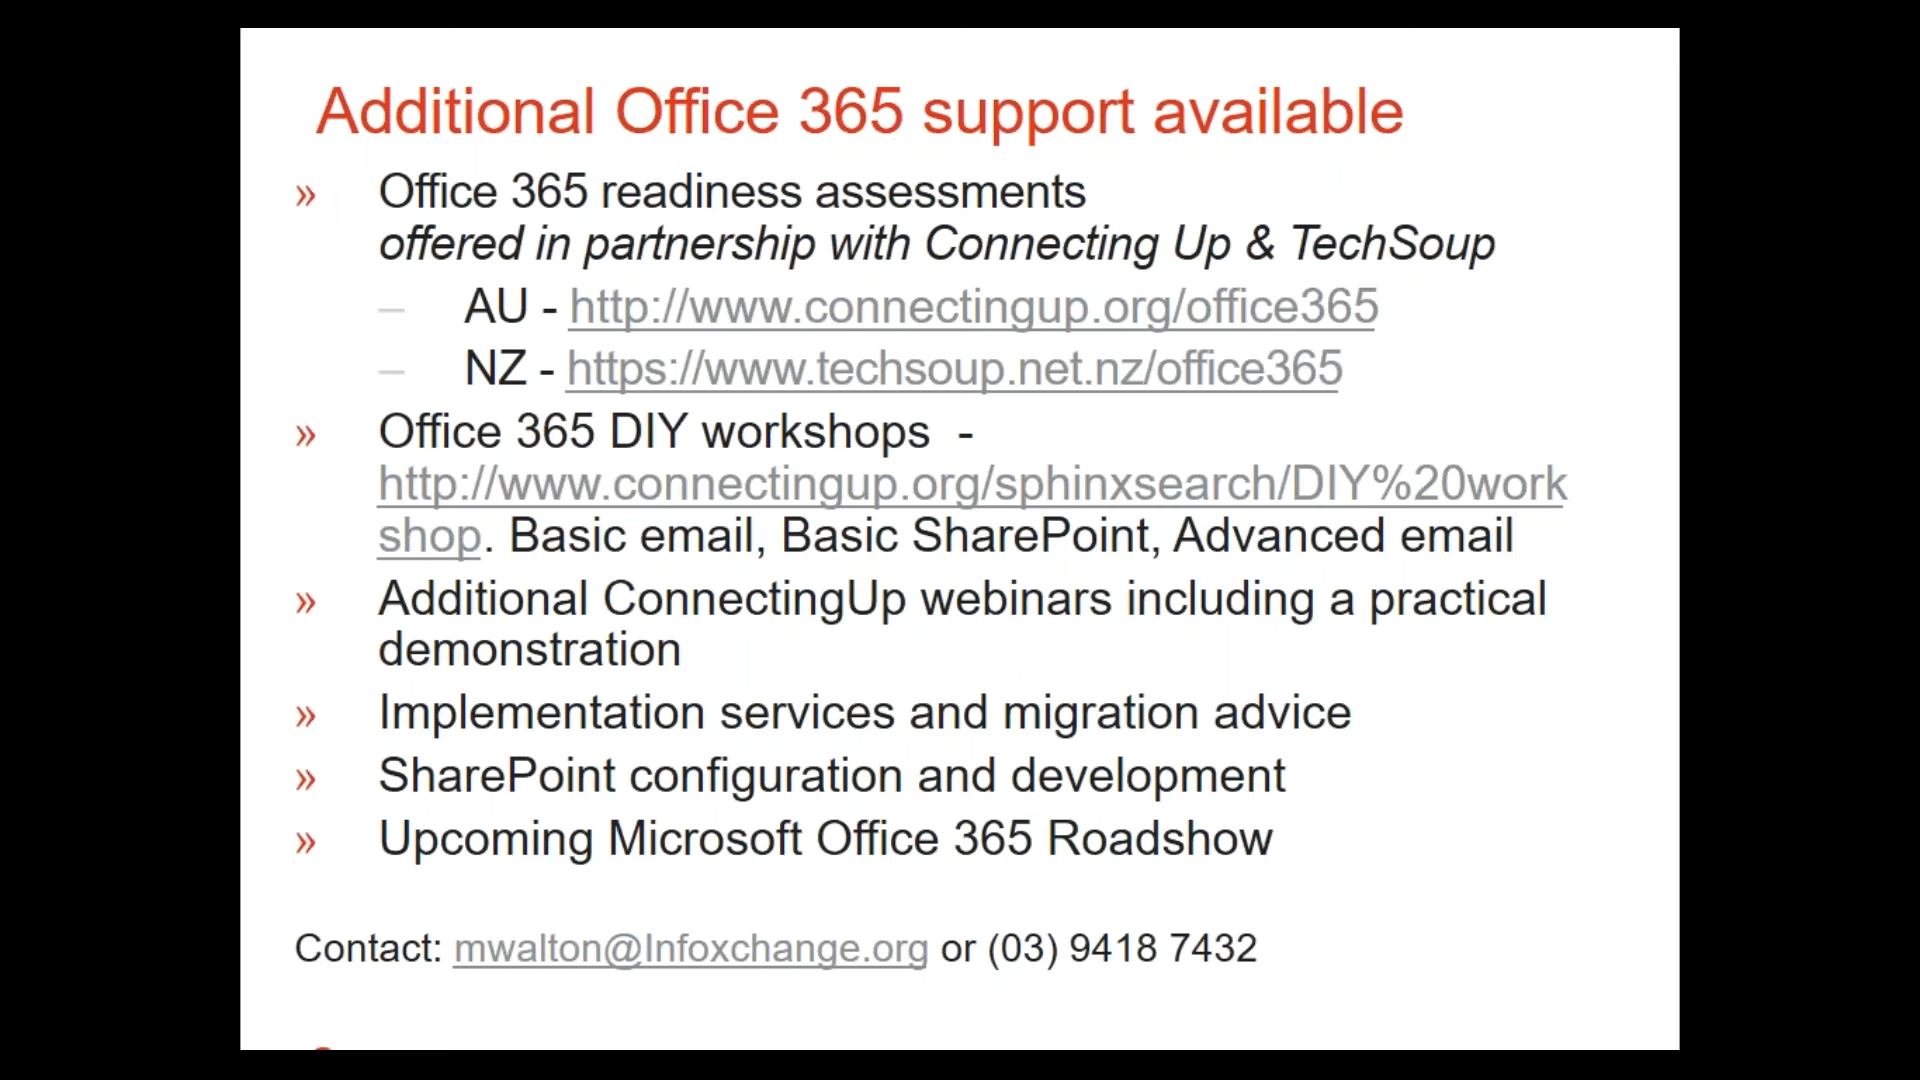 Additional Office 365 support available
» Office 365 readiness assessments
offered in partnership with Connecting Up & TechSoup
– AU - http://www.connectingup.org/office365
– NZ - https://www.techsoup.net.nz/office365
» Office 365 DIY workshops  -
http://www.connectingup.org/sphinxsearch/DIY%20work
shop. Basic email, Basic SharePoint, Advanced email
» Additional ConnectingUp webinars including a practical
demonstration
» Implementation services and migration advice
» SharePoint configuration and development
» Upcoming Microsoft Office 365 Roadshow
Contact: mwalton@Infoxchange.org or (03) 9418 7432